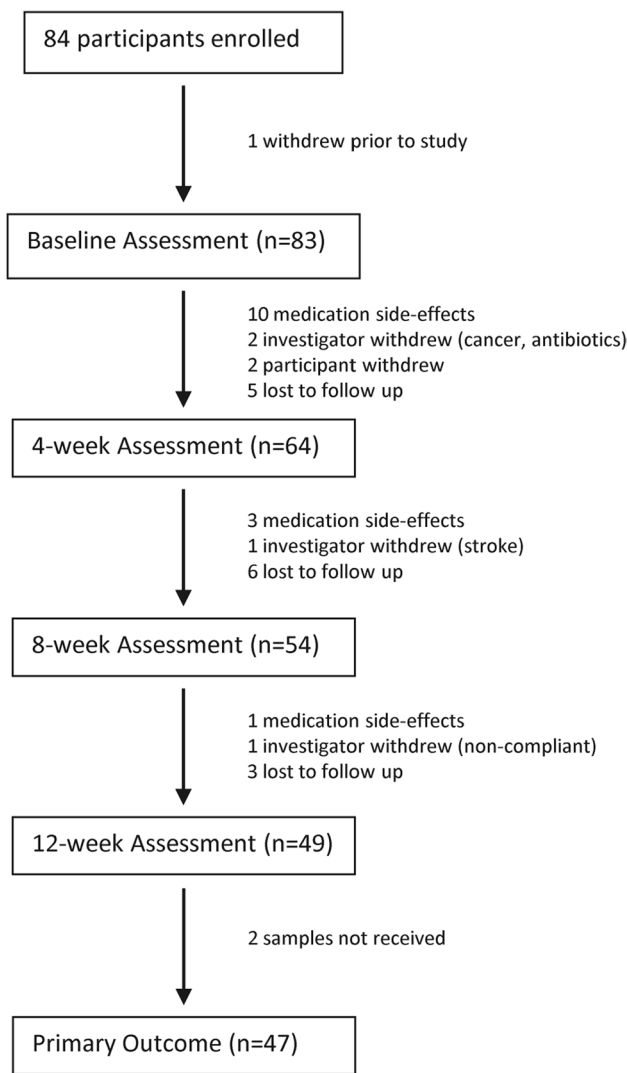 84 participants enrolled
1 withdrew prior to study
Baseline Assessment (n=83)
10 medication side-effects
2 investigator withdrew (cancer, antibiotics)
2 participant withdrew
5 lost to follow up
4-week Assessment (n=64)
3 medication side-effects
1 investigator withdrew (stroke)
6 lost to follow up
8-week Assessment (n=54)
1 medication side-effects
1 investigator withdrew (non-compliant)
3 lost to follow up
12-week Assessment (n=49)
2 samples not received
Primary Outcome (n=47)